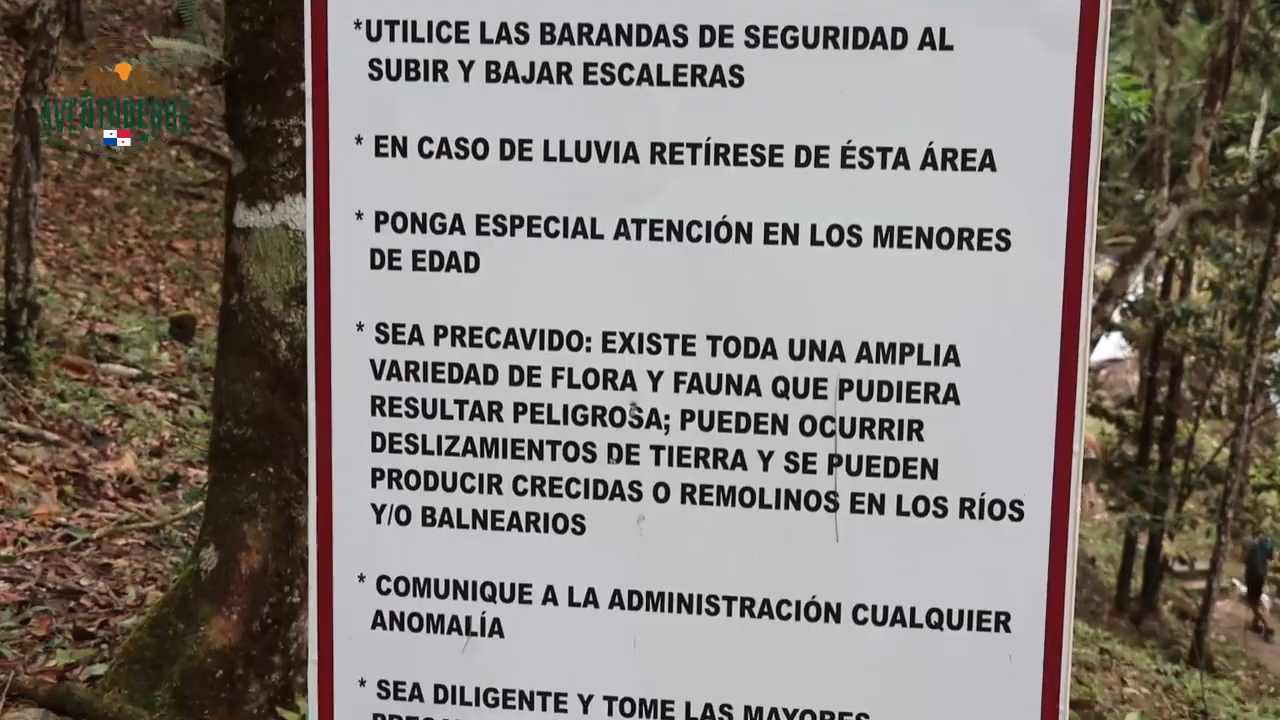 AVENTUREROS
*UTILICE LAS BARANDAS DE SEGURIDAD AL
SUBIR Y BAJAR ESCALERAS
* EN CASO DE LLUVIA RETÍRESE DE ÉSTA ÁREA
* PONGA ESPECIAL ATENCIÓN EN LOS MENORES
DE EDAD
* SEA PRECAVIDO: EXISTE TODA UNA AMPLIA
VARIEDAD DE FLORA Y FAUNA QUE PUDIERA
RESULTAR PELIGROSA; PUEDEN OCURRIR
DESLIZAMIENTOS DE TIERRA Y SE PUEDEN
PRODUCIR CRECIDAS O REMOLINOS EN LOS RÍOS
Y/O BALNEARIOS
* COMUNIQUE A LA ADMINISTRACIÓN CUALQUIER
ANOMALÍA
* SEA DILIGENTE Y TOME LAS MAYORES